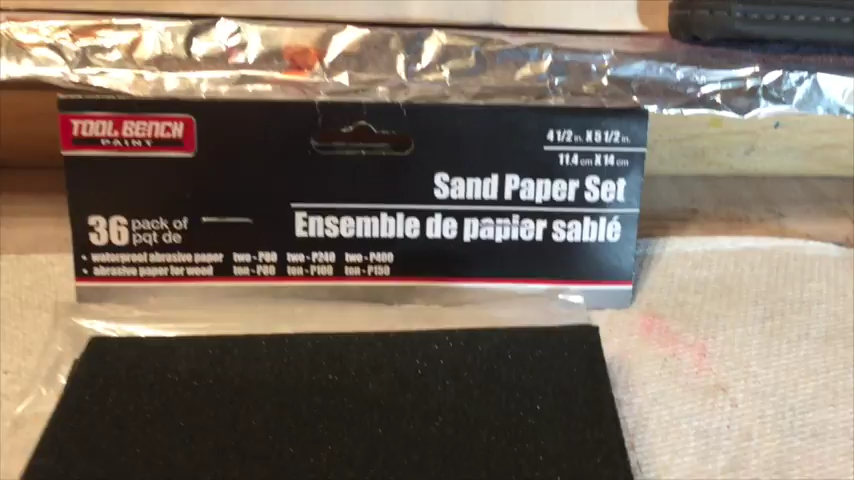 TOOL BENCH
PAINT
4 1/2 in. X 5 1/2 in.
11.4 cm X 14 cm
Sand Paper Set
Ensemble de papier sablé
36 pack of
pqt de
• waterproof abrasive paper two - P80 two - P240 two - P400
• abrasive paper for wood ten - P80 ten - P100 ten - P150